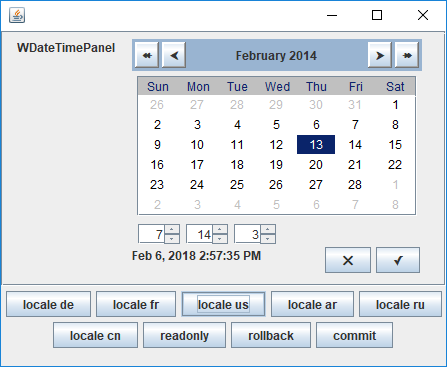 WDateTimePanel
February 2014
Sun Mon Tue Wed Thu Fri Sat
26 27 28 29 30 31 1
2 3 4 5 6 7 8
9 10 11 12 13 14 15
16 17 18 19 20 21 22
23 24 25 26 27 28 1
2 3 4 5 6 7 8
7 14 3
Feb 6, 2018 2:57:35 PM
locale de locale fr locale us locale ar locale ru
locale cn readonly rollback commit